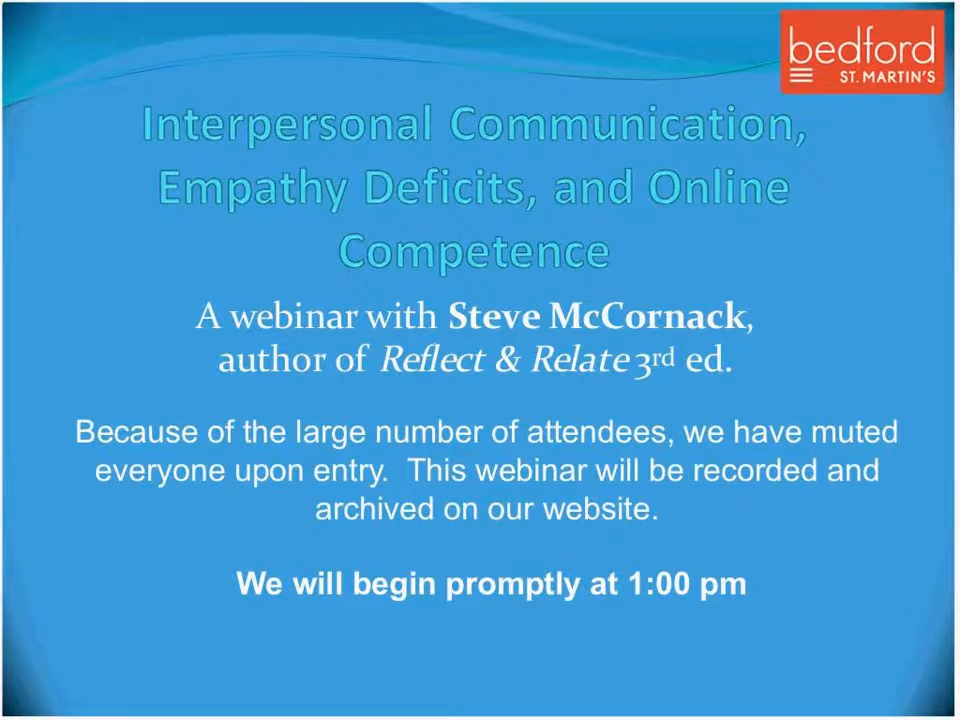 bedford
ST. MARTIN'S
Interpersonal Communication,
Empathy Deficits, and Online
Competence
A webinar with Steve McCornack,
author of Reflect & Relate 3rd ed.
Because of the large number of attendees, we have muted
everyone upon entry.  This webinar will be recorded and
archived on our website.
We will begin promptly at 1:00 pm